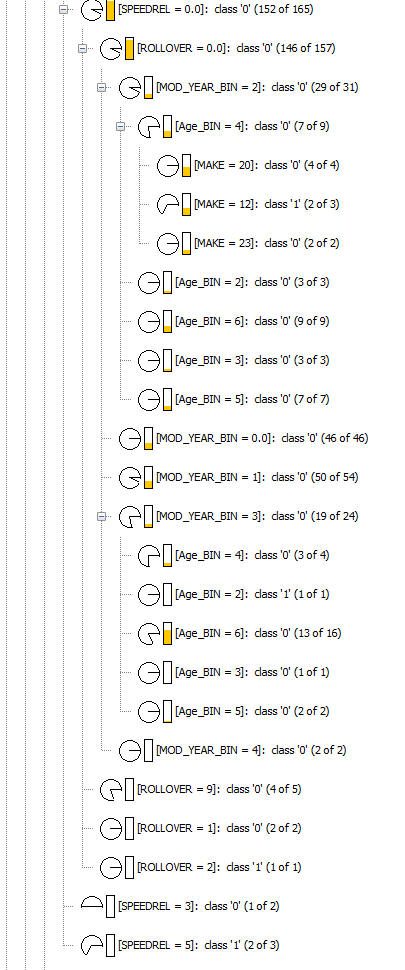 [SPEEDREL = 0.0]: class '0' (152 of 165)
[ROLLOVER = 0.0]: class '0' (146 of 157)
[MOD_YEAR_BIN = 2]: class '0' (29 of 31)
[Age_BIN = 4]: class '0' (7 of 9)
[MAKE = 20]: class '0' (4 of 4)
[MAKE = 12]: class '1' (2 of 3)
[MAKE = 23]: class '0' (2 of 2)
[Age_BIN = 2]: class '0' (3 of 3)
[Age_BIN = 6]: class '0' (9 of 9)
[Age_BIN = 3]: class '0' (3 of 3)
[Age_BIN = 5]: class '0' (7 of 7)
[MOD_YEAR_BIN = 0.0]: class '0' (46 of 46)
[MOD_YEAR_BIN = 1]: class '0' (50 of 54)
[MOD_YEAR_BIN = 3]: class '0' (19 of 24)
[Age_BIN = 4]: class '0' (3 of 4)
[Age_BIN = 2]: class '1' (1 of 1)
[Age_BIN = 6]: class '0' (13 of 16)
[Age_BIN = 3]: class '0' (1 of 1)
[Age_BIN = 5]: class '0' (2 of 2)
[MOD_YEAR_BIN = 4]: class '0' (2 of 2)
[ROLLOVER = 9]: class '0' (4 of 5)
[ROLLOVER = 1]: class '0' (2 of 2)
[ROLLOVER = 2]: class '1' (1 of 1)
[SPEEDREL = 3]: class '0' (1 of 2)
[SPEEDREL = 5]: class '1' (2 of 3)